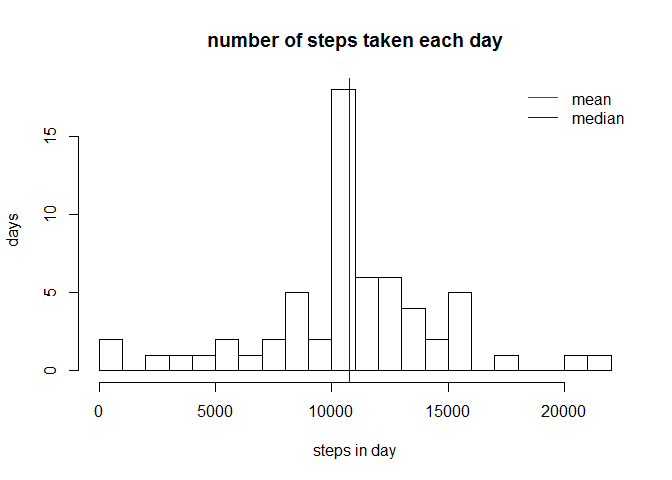 number of steps taken each day
mean
median
15
10
5
0
days
0 5000 10000 15000 20000
steps in day